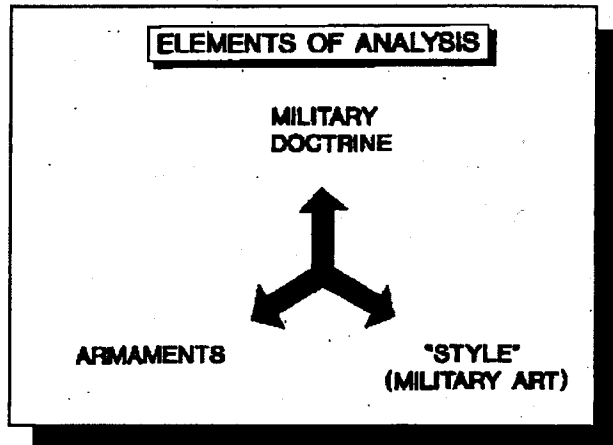 ELEMENTS OF ANALYSIS
MILITARY
DOCTRINE
ARMAMENTS
"STYLE"
(MILITARY ART)